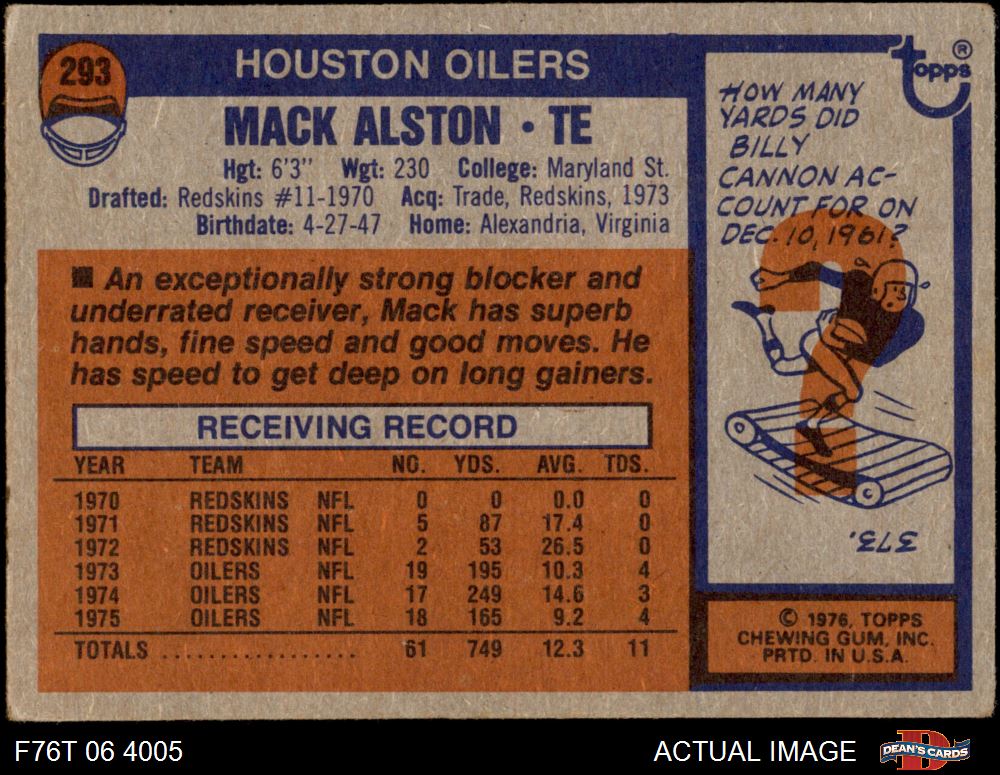 293
HOUSTON OILERS
MACK ALSTON • TE
Hgt: 6'3" Wgt: 230 College: Maryland St.
Drafted: Redskins #11-1970 Acq: Trade, Redskins, 1973
Birthdate: 4-27-47 Home: Alexandria, Virginia
■ An exceptionally strong blocker and
underrated receiver, Mack has superb
hands, fine speed and good moves. He
has speed to get deep on long gainers.
RECEIVING RECORD
YEAR TEAM NO. YDS. AVG. TDS.
1970 REDSKINS NFL 0 0 0.0 0
1971 REDSKINS NFL 5 87 17.4 0
1972 REDSKINS NFL 2 53 26.5 0
1973 OILERS NFL 19 195 10.3 4
1974 OILERS NFL 17 249 14.6 3
1975 OILERS NFL 18 165 9.2 4
TOTALS .................. 61 749 12.3 11
Topps ®
HOW MANY
YARDS DID
BILLY
CANNON AC-
COUNT FOR ON
DEC. 10, 1961?
373.
© 1976, TOPPS
CHEWING GUM, INC.
PRTD. IN U.S.A.
F76T 06 4005
ACTUAL IMAGE
DEAN'S CARDS